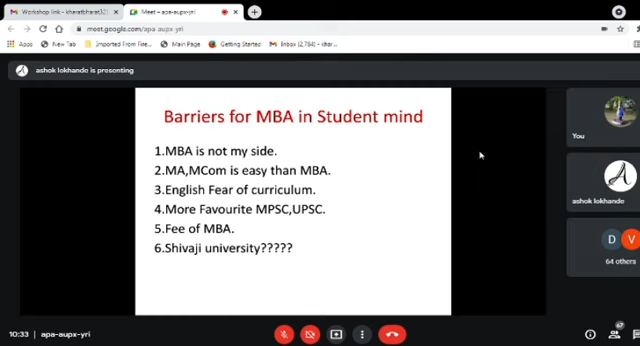 Workshop link - kharatbharat32
Meet – apa-aupx-yri
meet.google.com/apa-aupx-yri
Apps
New Tab
Imported From Fire...
Main Page
Getting Started
Inbox (2,784) - khar...
ashok lokhande is presenting
Barriers for MBA in Student mind
1.MBA is not my side.
2.MA,MCom is easy than MBA.
3.English Fear of curriculum.
4.More Favourite MPSC,UPSC.
5.Fee of MBA.
6.Shivaji university?????
You
A
ashok lokhande
D V
64 others
10:33 | apa-aupx-yri
67